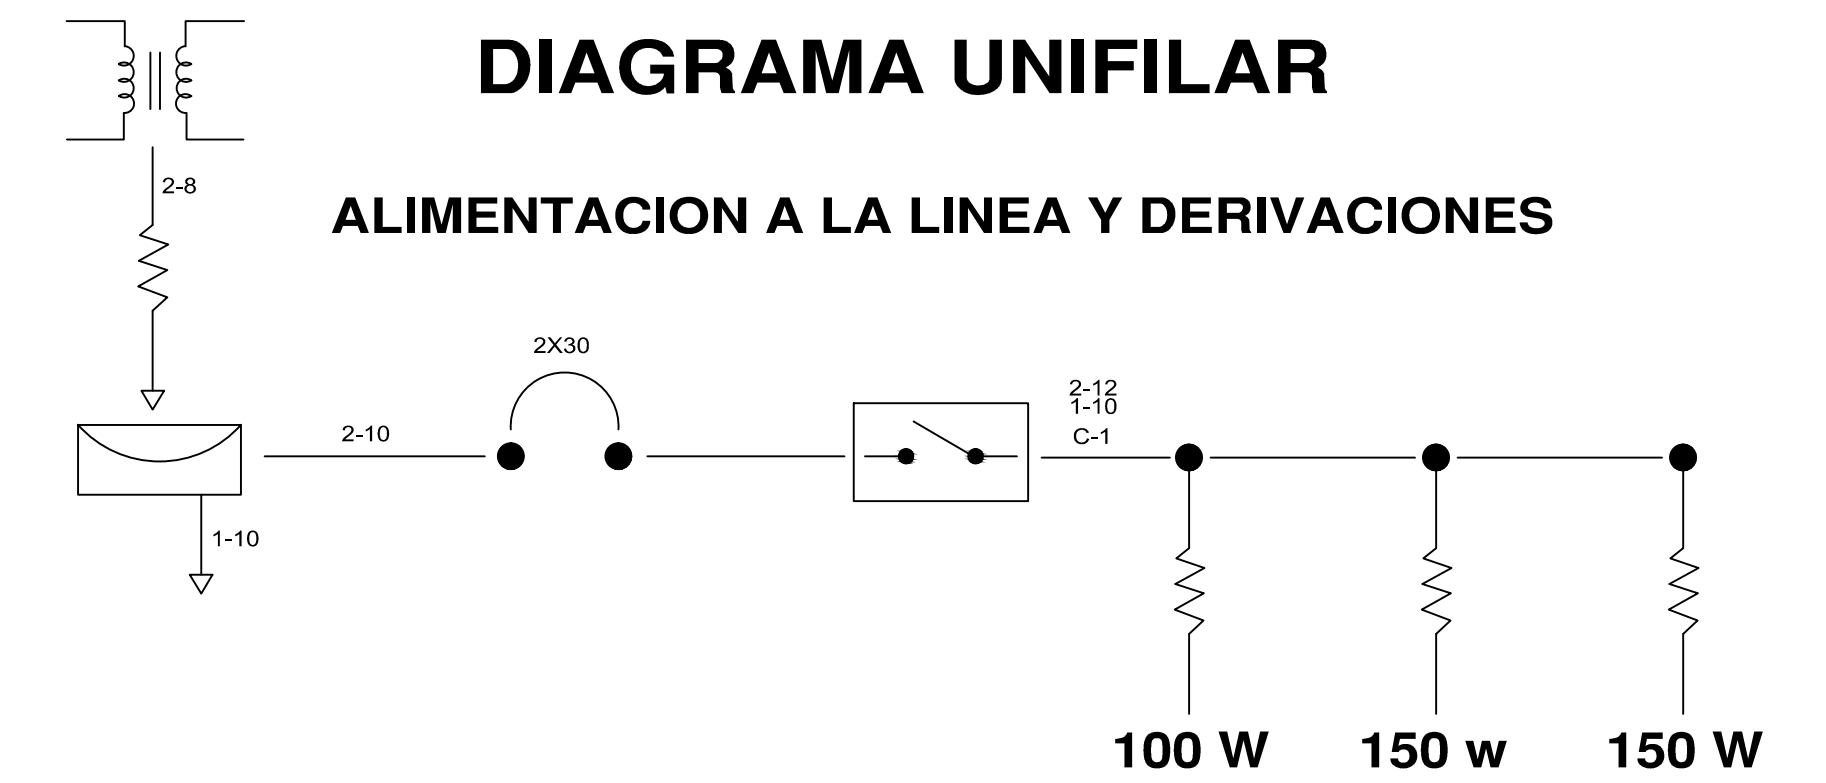 DIAGRAMA UNIFILAR
2-8
ALIMENTACION A LA LINEA Y DERIVACIONES
2X30
2-12
1-10
2-10
C-1
1-10
100 W
150 w
150 W